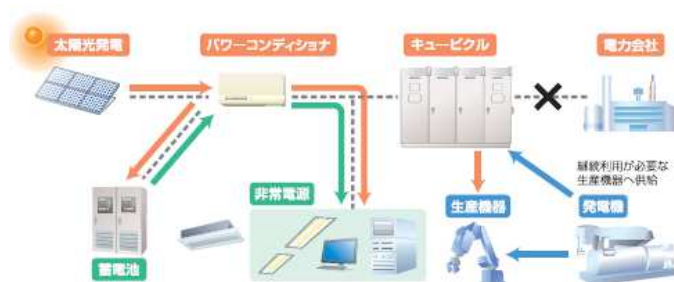 太陽光発電
パワーコンディショナ
キュービクル
電力会社
継続利用が必要な
生産機器へ供給
非常電源
生産機器
発電機
蓄電池